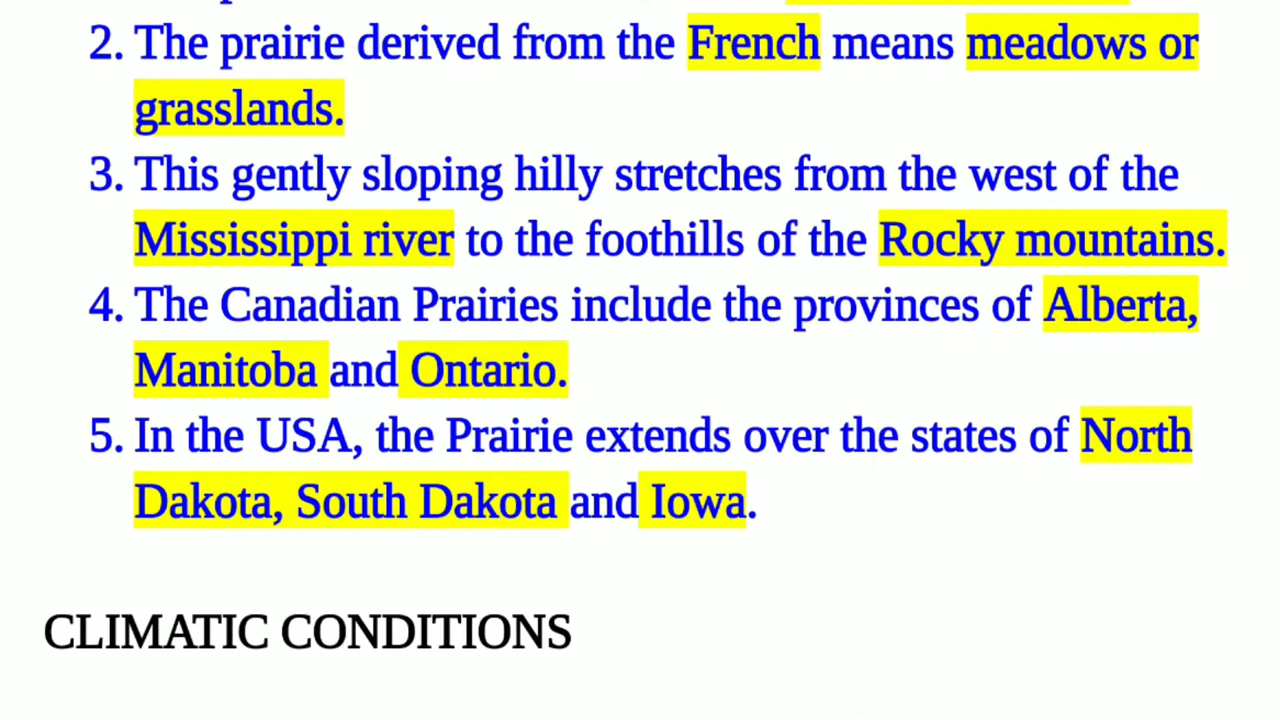 2. The prairie derived from the French means meadows or
grasslands.
3. This gently sloping hilly stretches from the west of the
Mississippi river to the foothills of the Rocky mountains.
4. The Canadian Prairies include the provinces of Alberta,
Manitoba and Ontario.
5. In the USA, the Prairie extends over the states of North
Dakota, South Dakota and Iowa.
CLIMATIC CONDITIONS